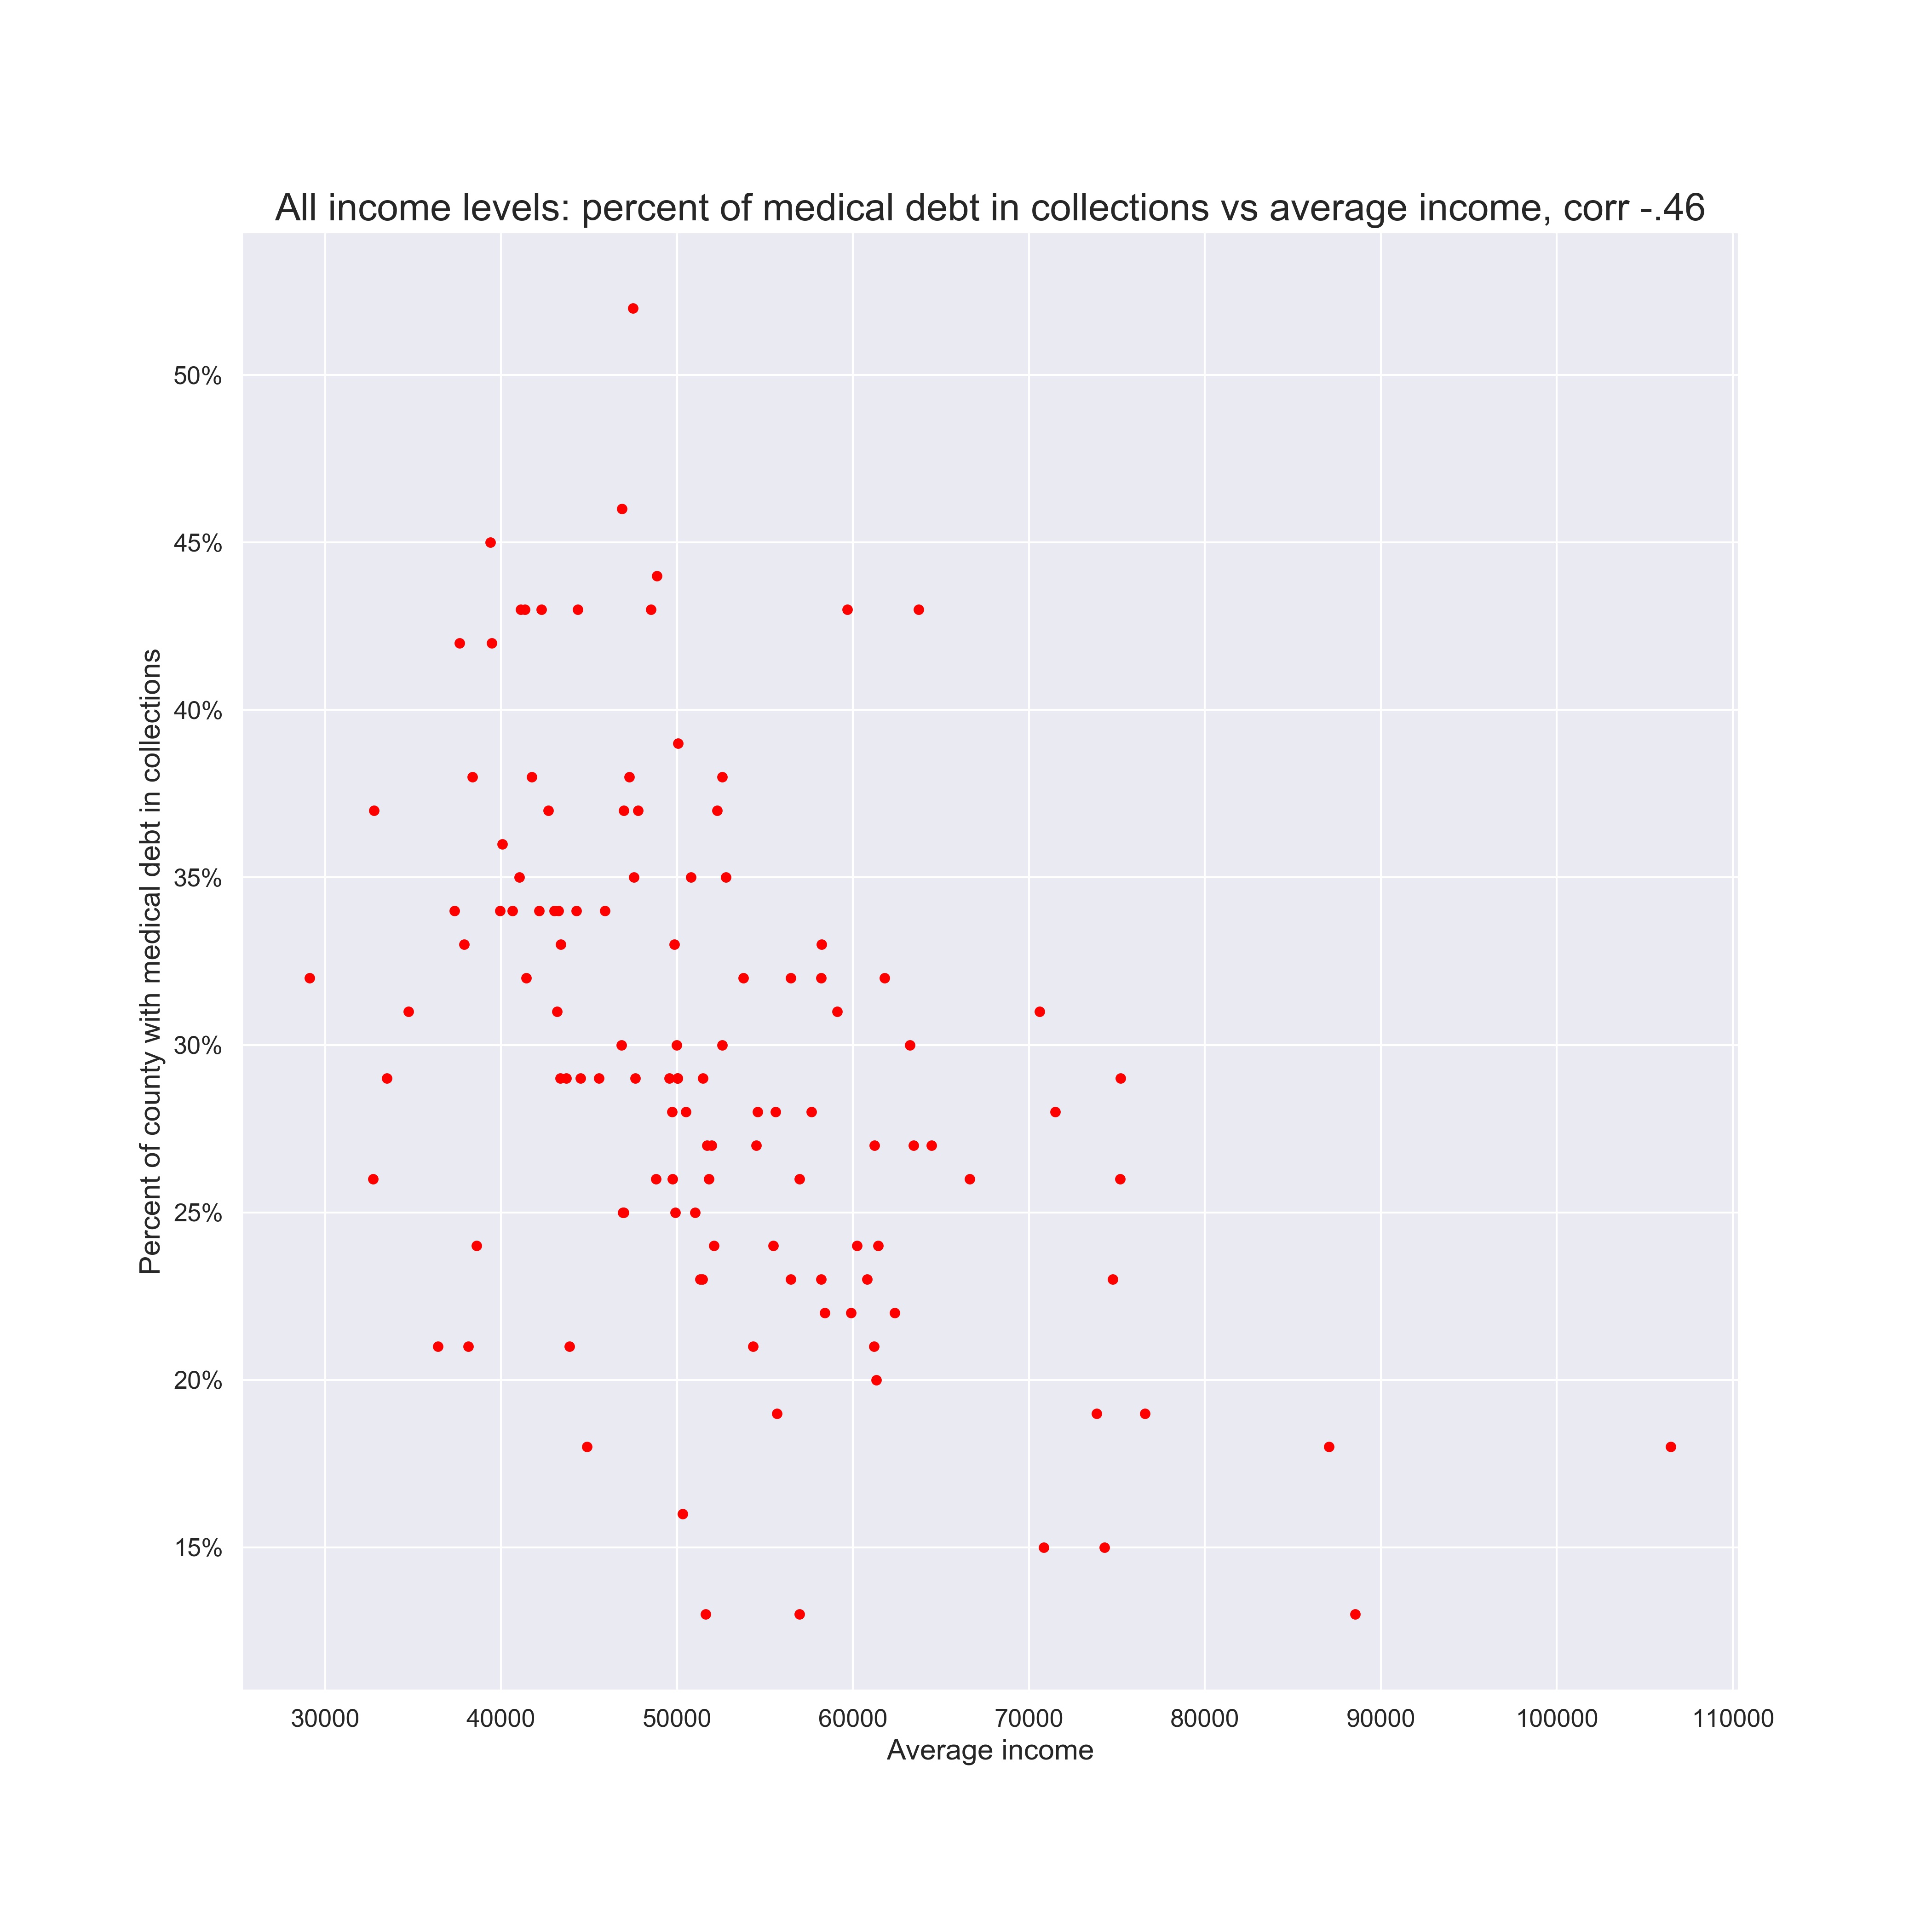 All income levels: percent of medical debt in collections vs average income, corr -.46
50%
45%
40%
35%
30%
25%
20%
15%
Percent of county with medical debt in collections
30000 40000 50000 60000 70000 80000 90000 100000 110000
Average income